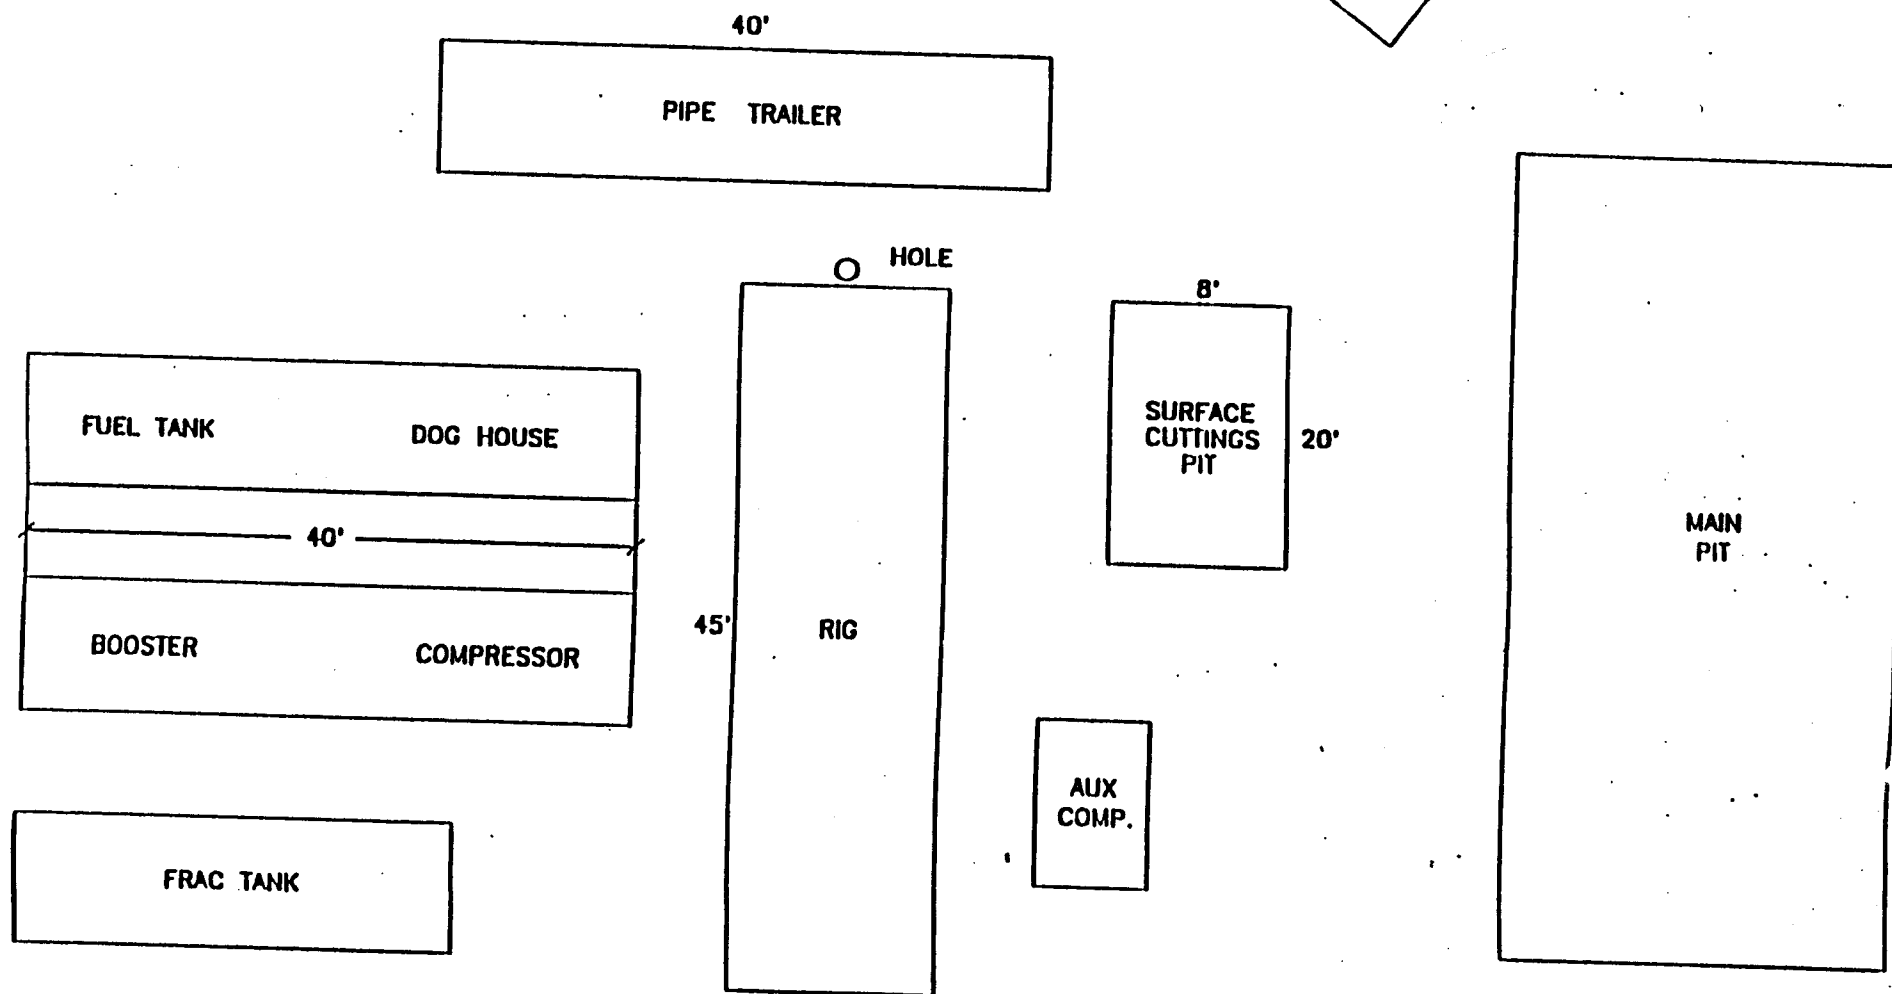 40'
PIPE TRAILER
HOLE
8'
SURFACE
CUTTINGS
PIT
20'
FUEL TANK DOG HOUSE
40'
MAIN
PIT
45'
RIG
BOOSTER COMPRESSOR
AUX
COMP.
FRAC TANK